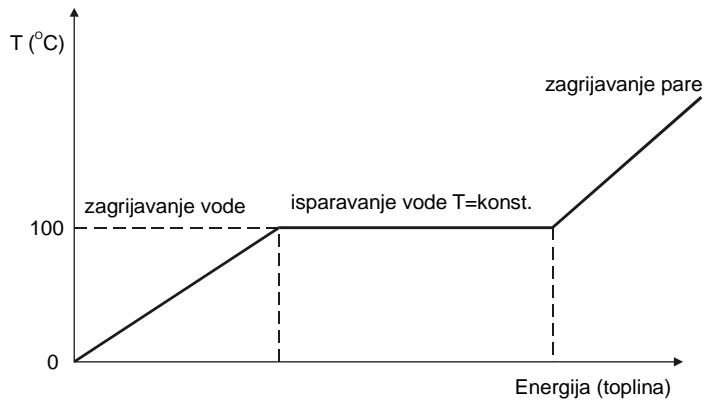 T (°C)
zagrijavanje pare
zagrijavanje vode
isparavanje vode T=konst.
100
0
Energija (toplina)